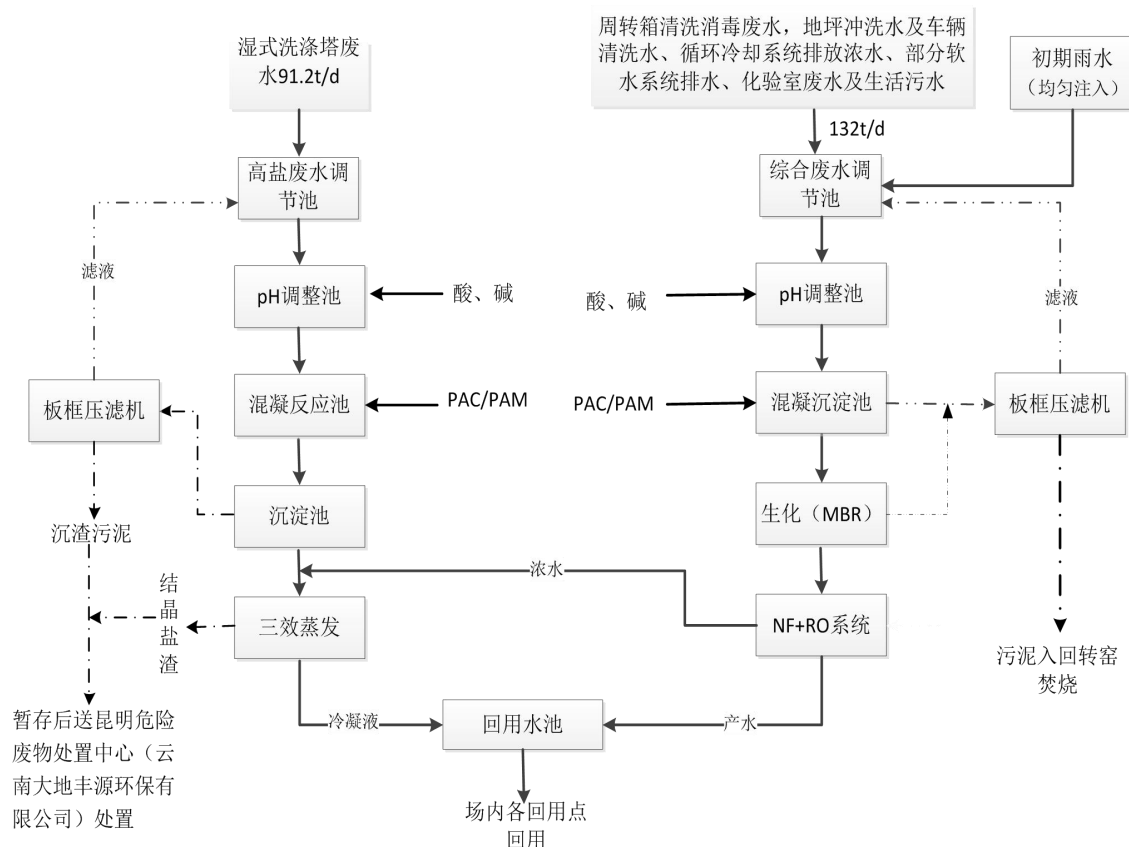 湿式洗涤塔废
水91.2t/d
周转箱清洗消毒废水，地坪冲洗水及车辆
清洗水、循环冷却系统排放浓水、部分软
水系统排水、化验室废水及生活污水
初期雨水
（均匀注入）
132t/d
高盐废水调
节池
综合废水调
节池
滤液
滤液
pH调整池
酸、碱
酸、碱
pH调整池
板框压滤机
混凝反应池
PAC/PAM
PAC/PAM
混凝沉淀池
板框压滤机
沉淀池
生化（MBR）
沉渣污泥
浓水
结
晶
盐
渣
三效蒸发
NF+RO系统
污泥入回转窑
焚烧
暂存后送昆明危险
废物处置中心（云
南大地丰源环保有
限公司）处置
冷凝液
回用水池
产水
场内各回用点
回用